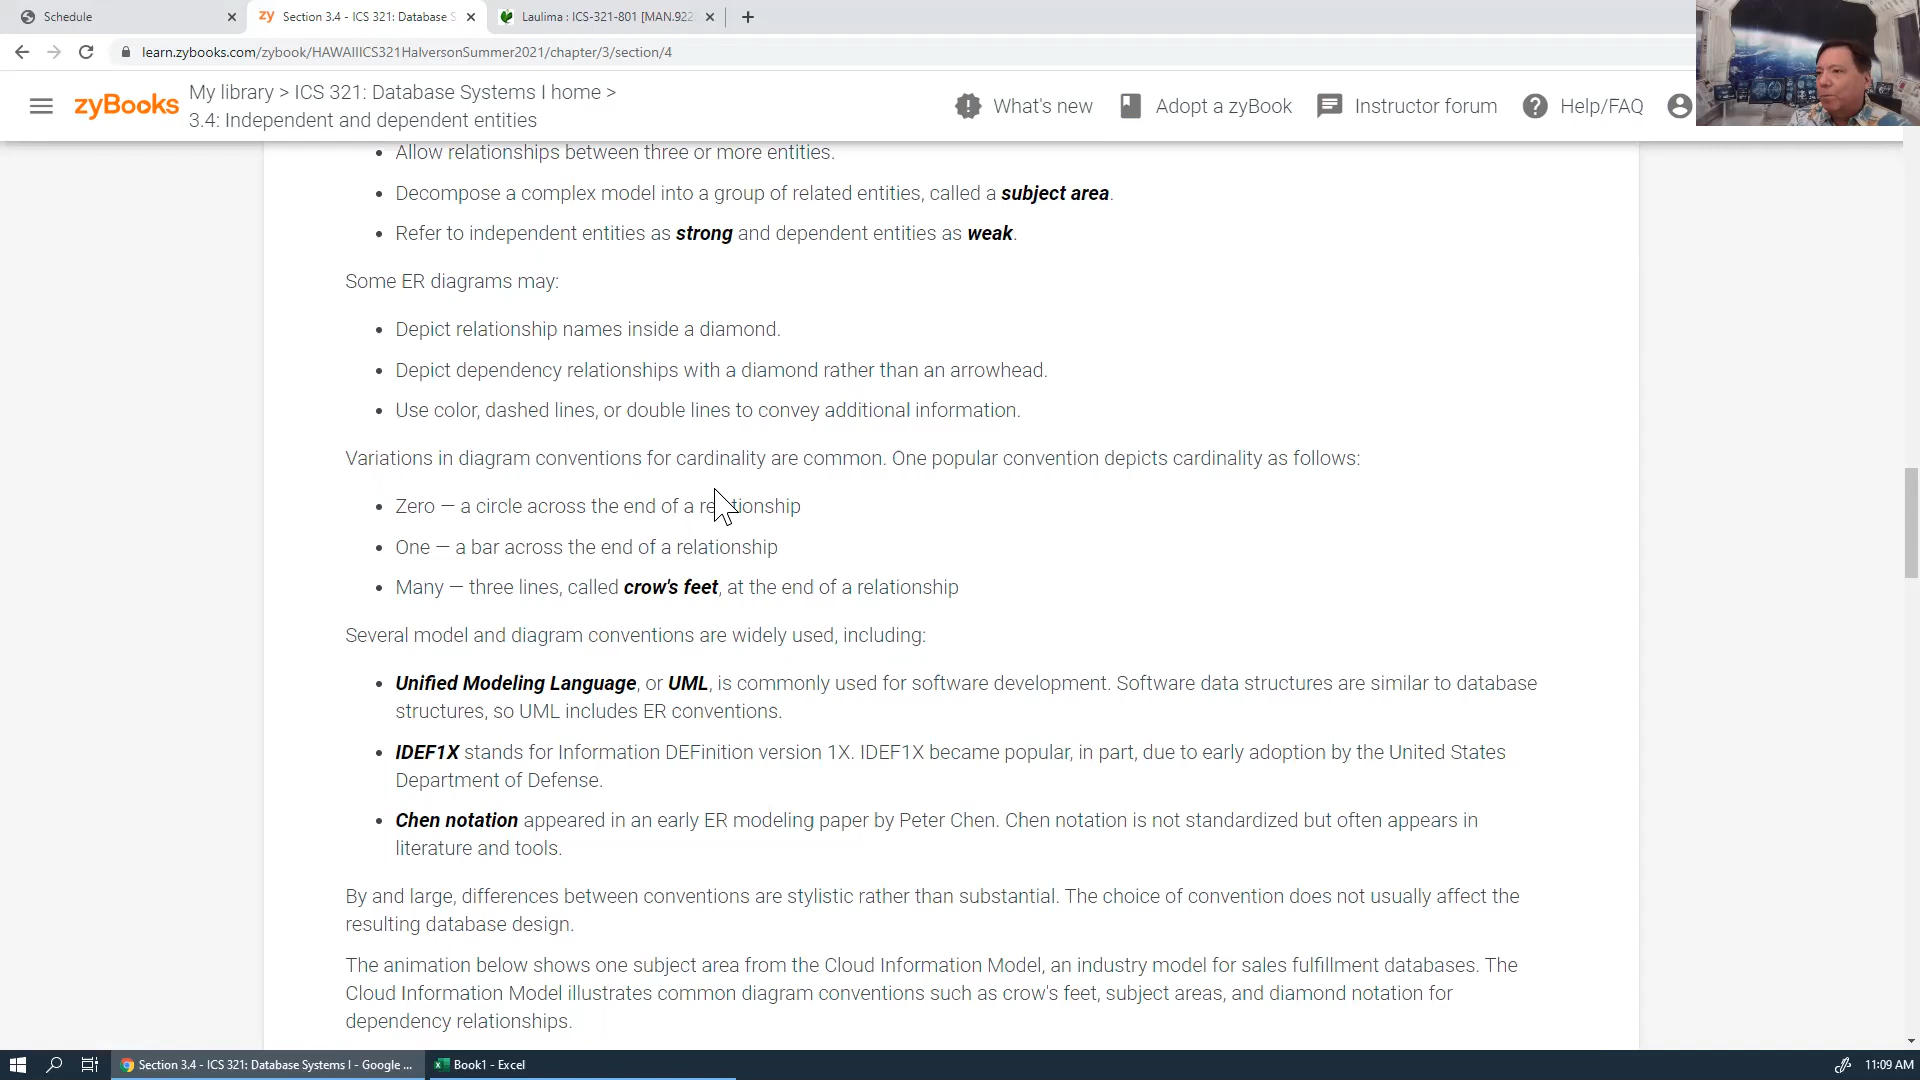 Schedule
zy Section 3.4 - ICS 321: Database S
Laulima : ICS-321-801 [MAN.922
learn.zybooks.com/zybook/HAWAIIICS321HalversonSummer2021/chapter/3/section/4
zyBooks
My library > ICS 321: Database Systems I home >
3.4: Independent and dependent entities
What's new
Adopt a zyBook
Instructor forum
Help/FAQ
• Allow relationships between three or more entities.
• Decompose a complex model into a group of related entities, called a subject area.
• Refer to independent entities as strong and dependent entities as weak.
Some ER diagrams may:
• Depict relationship names inside a diamond.
• Depict dependency relationships with a diamond rather than an arrowhead.
• Use color, dashed lines, or double lines to convey additional information.
Variations in diagram conventions for cardinality are common. One popular convention depicts cardinality as follows:
• Zero — a circle across the end of a relationship
• One — a bar across the end of a relationship
• Many — three lines, called crow's feet, at the end of a relationship
Several model and diagram conventions are widely used, including:
• Unified Modeling Language, or UML, is commonly used for software development. Software data structures are similar to database
structures, so UML includes ER conventions.
• IDEF1X stands for Information DEFinition version 1X. IDEF1X became popular, in part, due to early adoption by the United States
Department of Defense.
• Chen notation appeared in an early ER modeling paper by Peter Chen. Chen notation is not standardized but often appears in
literature and tools.
By and large, differences between conventions are stylistic rather than substantial. The choice of convention does not usually affect the
resulting database design.
The animation below shows one subject area from the Cloud Information Model, an industry model for sales fulfillment databases. The
Cloud Information Model illustrates common diagram conventions such as crow's feet, subject areas, and diamond notation for
dependency relationships.
Section 3.4 - ICS 321: Database Systems I - Google ...
Book1 - Excel
11:09 AM